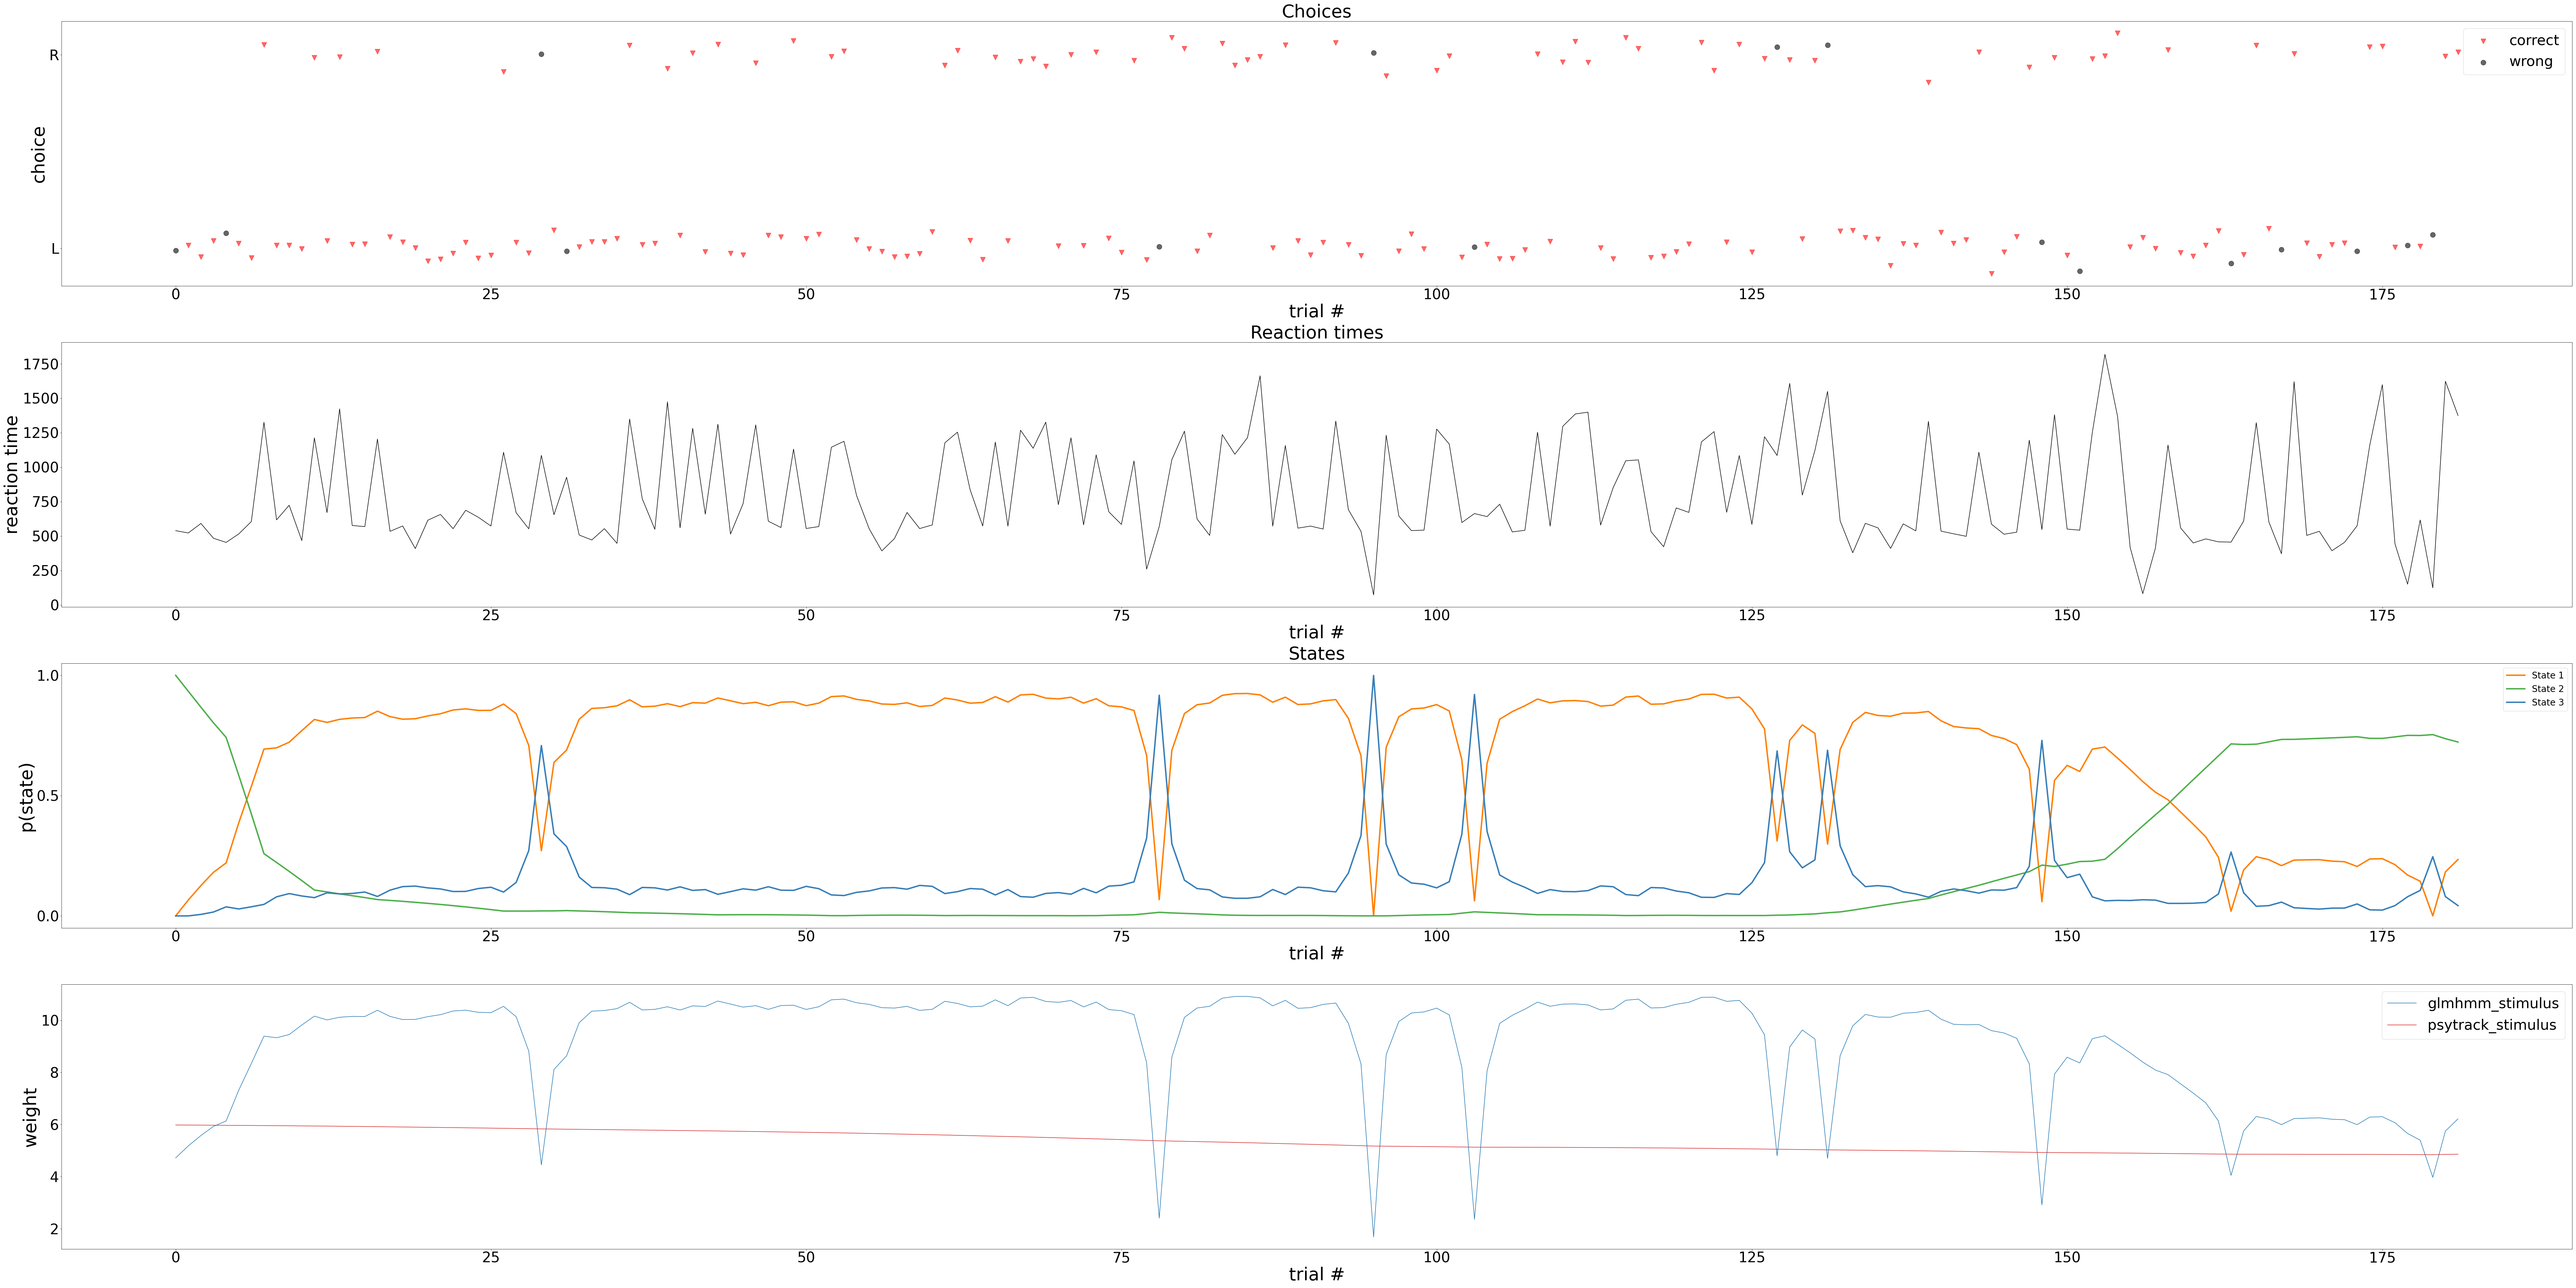 Choices
R
L
choice
correct
wrong
0 25 50 75 100 125 150 175
trial #
Reaction times
1750
1500
1250
1000
750
500
250
0
reaction time
0 25 50 75 100 125 150 175
trial #
States
1.0
0.5
0.0
p(state)
State 1
State 2
State 3
0 25 50 75 100 125 150 175
trial #
10
8
6
4
2
weight
glmhmm_stimulus
psytrack_stimulus
0 25 50 75 100 125 150 175
trial #